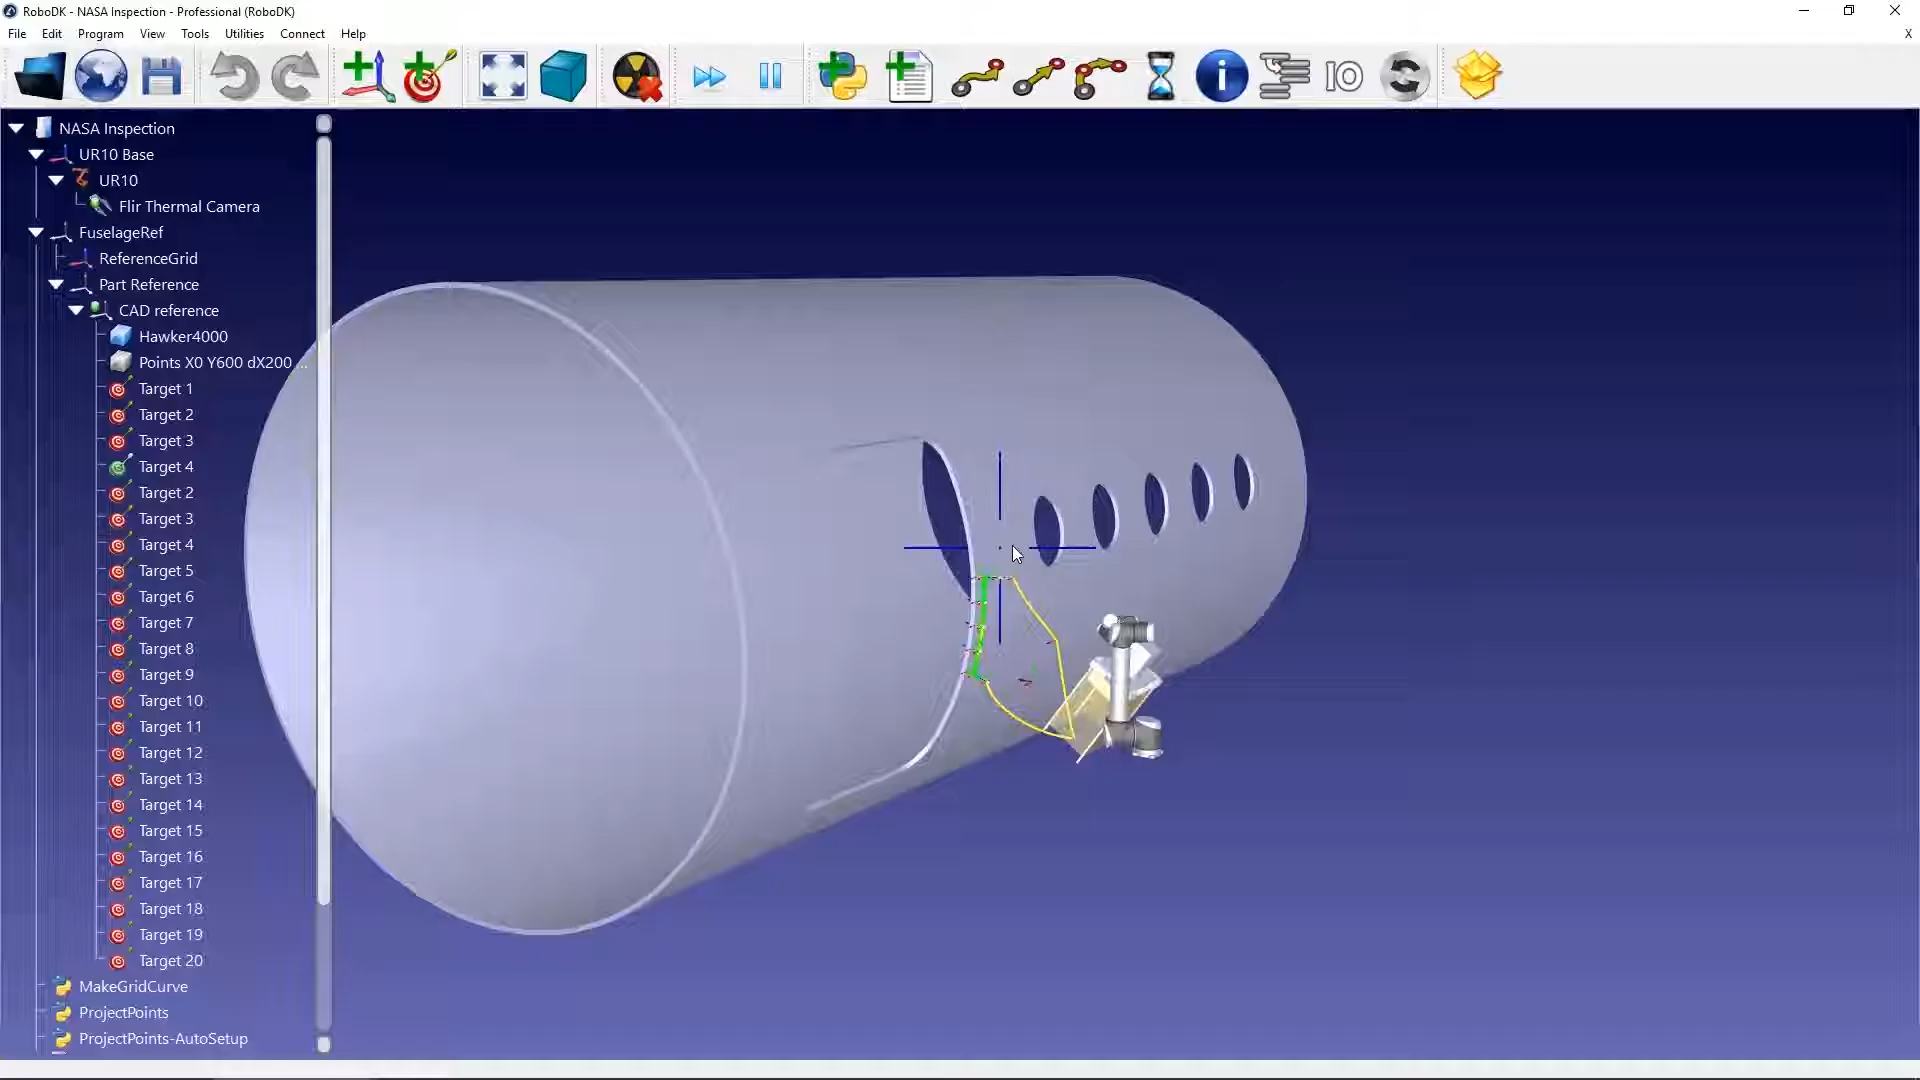 RoboDK - NASA Inspection - Professional (RoboDK)
File Edit Program View Tools Utilities Connect Help
X
IO
NASA Inspection
UR10 Base
UR10
Flir Thermal Camera
FuselageRef
ReferenceGrid
Part Reference
CAD reference
Hawker4000
Points X0 Y600 dX200 ...
Target 1
Target 2
Target 3
Target 4
Target 2
Target 3
Target 4
Target 5
Target 6
Target 7
Target 8
Target 9
Target 10
Target 11
Target 12
Target 13
Target 14
Target 15
Target 16
Target 17
Target 18
Target 19
Target 20
MakeGridCurve
ProjectPoints
ProjectPoints-AutoSetup